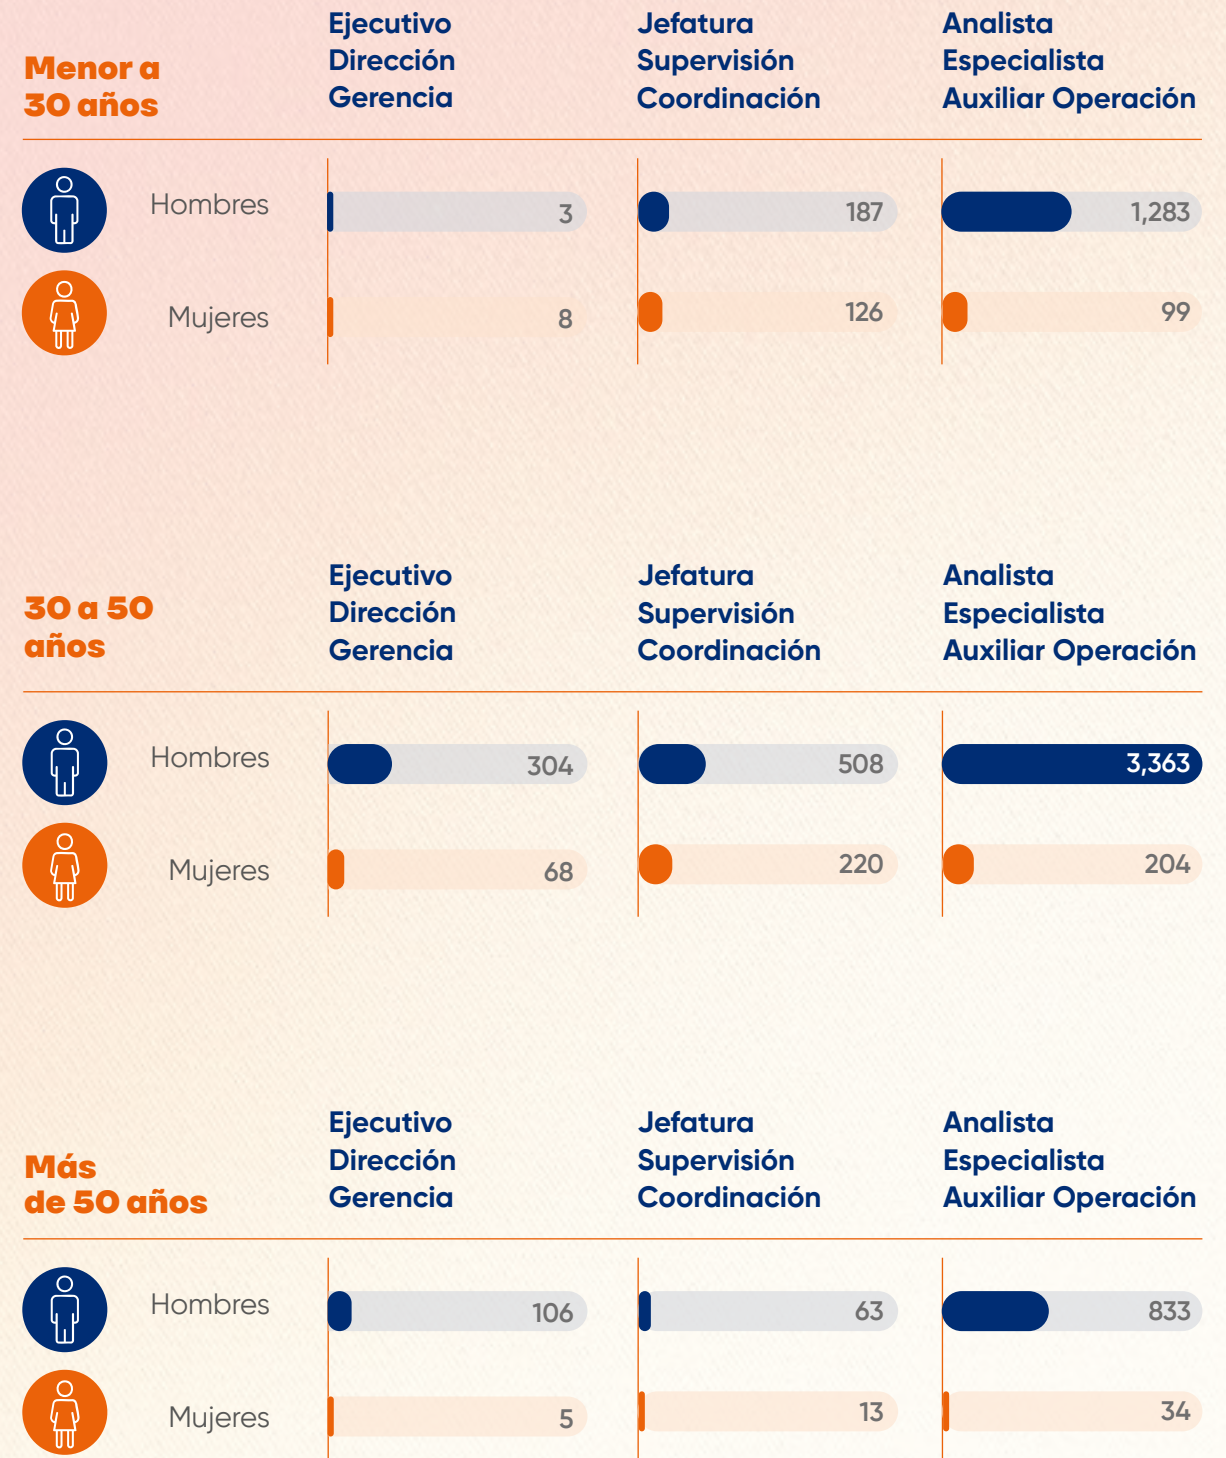 Menor a
30 años
Ejecutivo
Dirección
Gerencia
Jefatura
Supervisión
Coordinación
Analista
Especialista
Auxiliar Operación
Hombres
3
187
1,283
Mujeres
8
126
99
30 a 50
años
Ejecutivo
Dirección
Gerencia
Jefatura
Supervisión
Coordinación
Analista
Especialista
Auxiliar Operación
Hombres
304
508
3,363
Mujeres
68
220
204
Más
de 50 años
Ejecutivo
Dirección
Gerencia
Jefatura
Supervisión
Coordinación
Analista
Especialista
Auxiliar Operación
Hombres
106
63
833
Mujeres
5
13
34